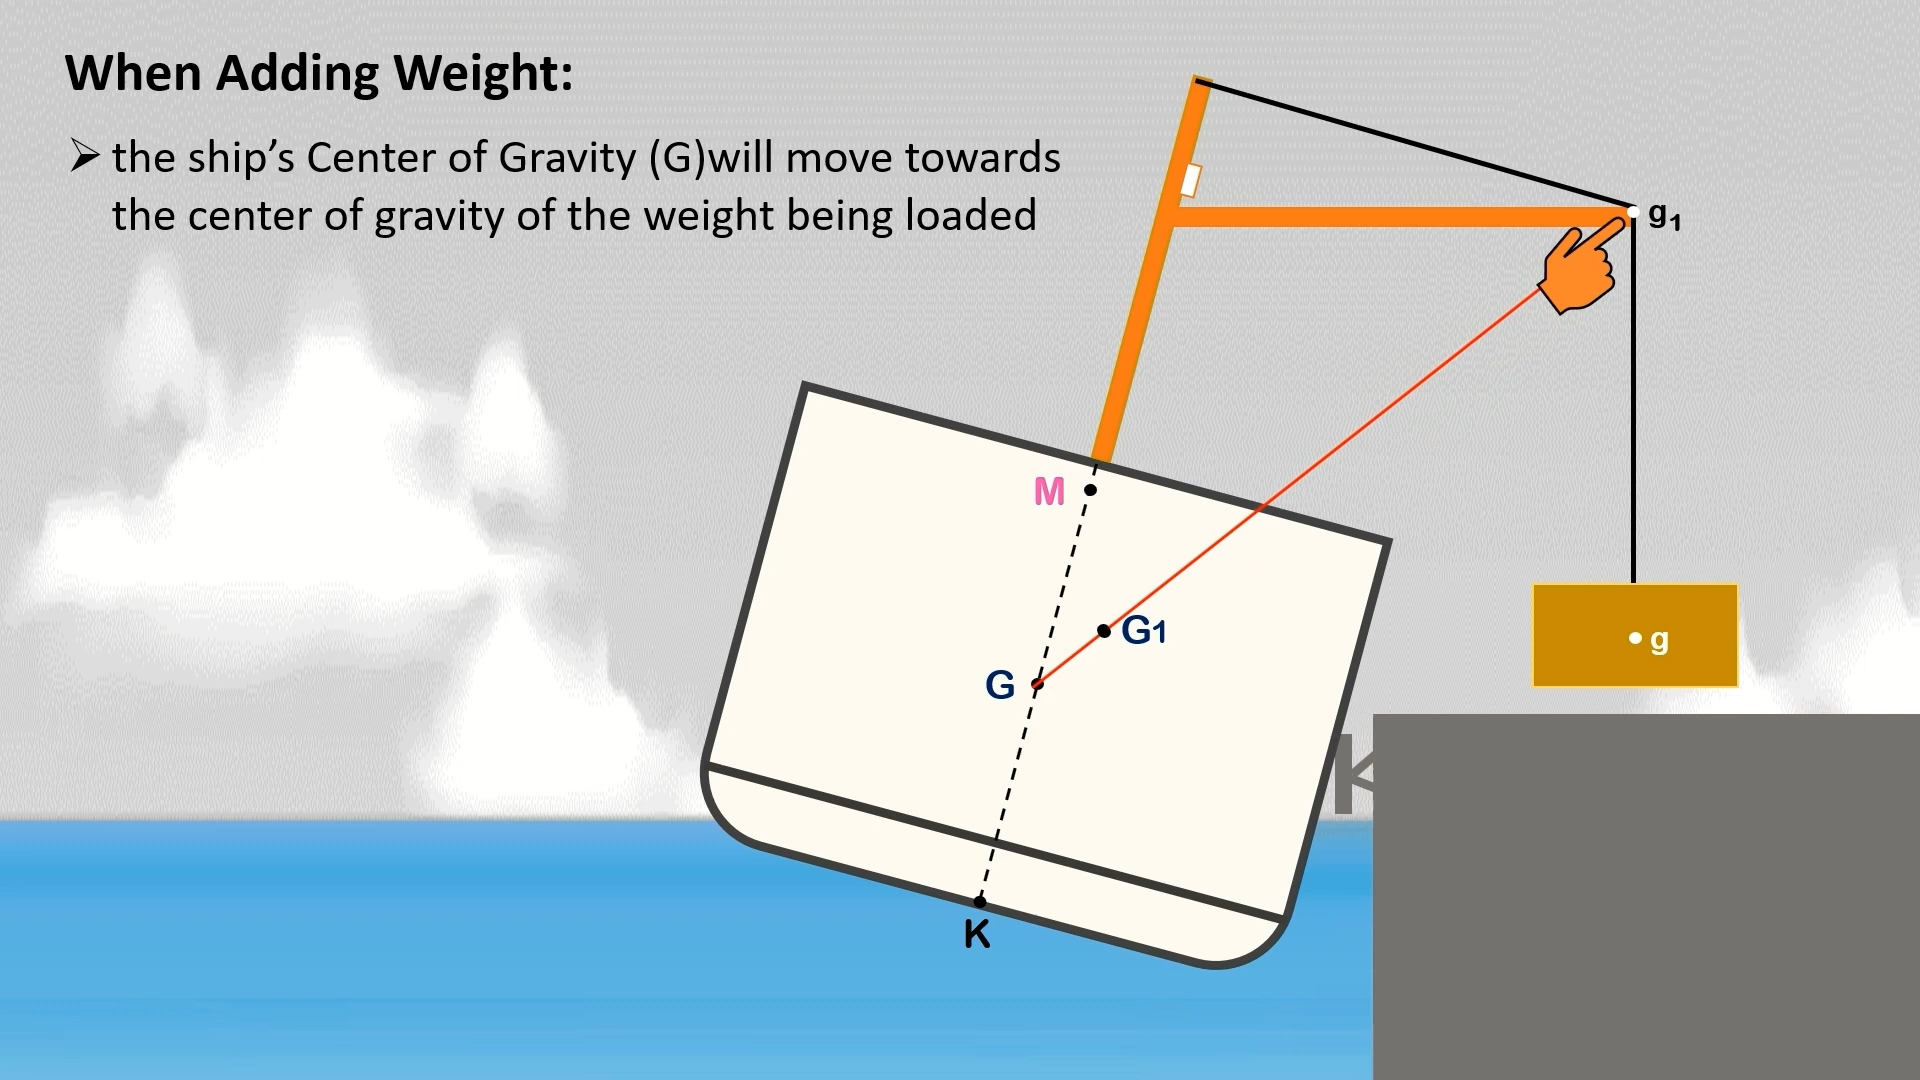 When Adding Weight:
➢ the ship’s Center of Gravity (G)will move towards
the center of gravity of the weight being loaded
g₁
M
G1
g
G
K
K